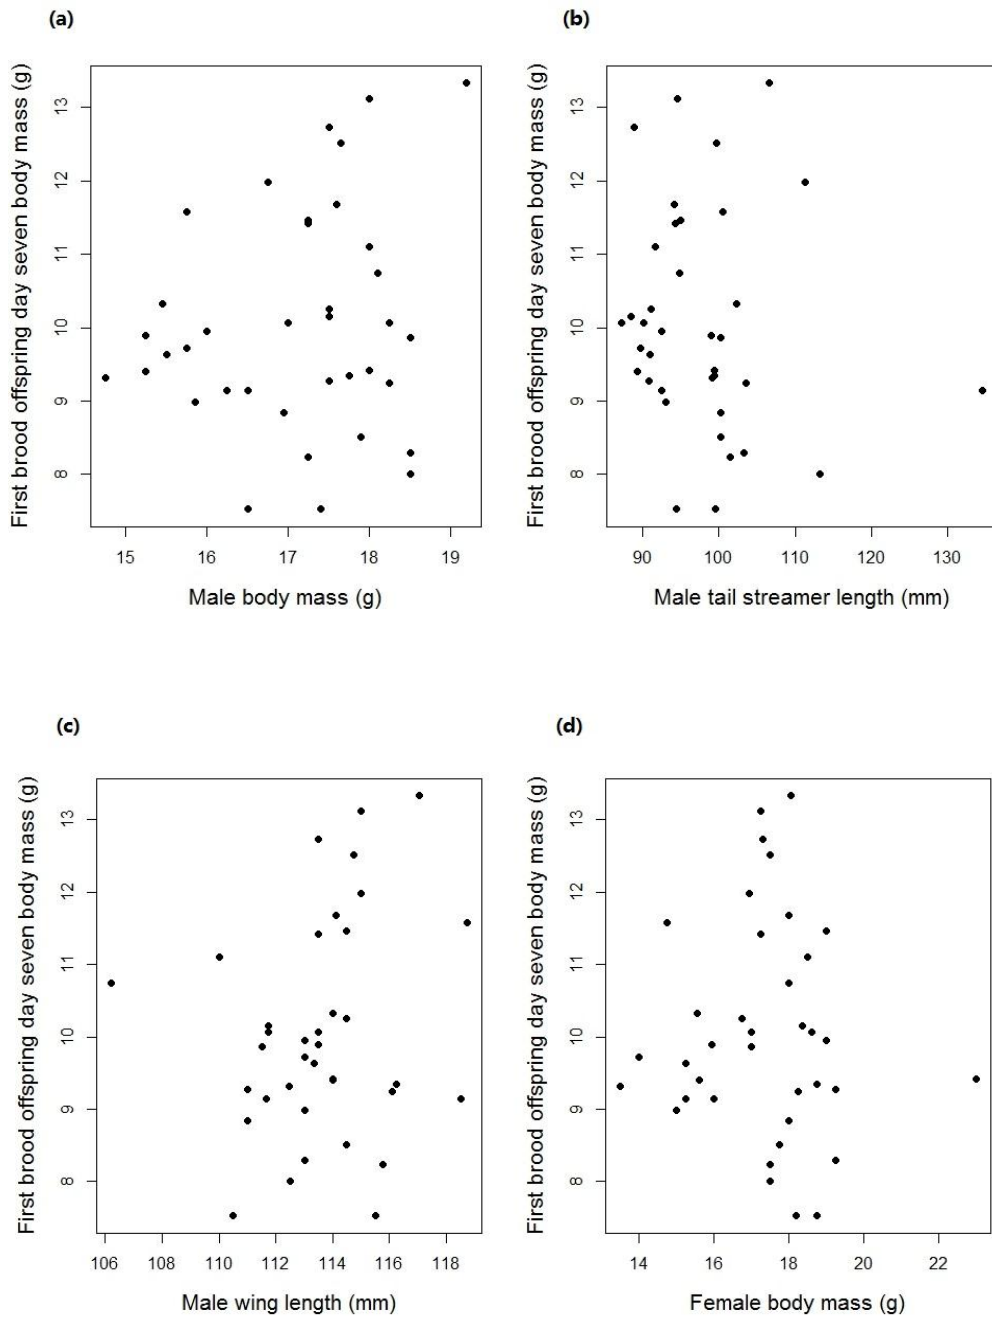 (a)
First brood offspring day seven body mass (g)
13
12
11
10
9
8
15 16 17 18 19
Male body mass (g)
(b)
First brood offspring day seven body mass (g)
13
12
11
10
9
8
90 100 110 120 130
Male tail streamer length (mm)
(c)
First brood offspring day seven body mass (g)
13
12
11
10
9
8
106 108 110 112 114 116 118
Male wing length (mm)
(d)
First brood offspring day seven body mass (g)
13
12
11
10
9
8
14 16 18 20 22
Female body mass (g)